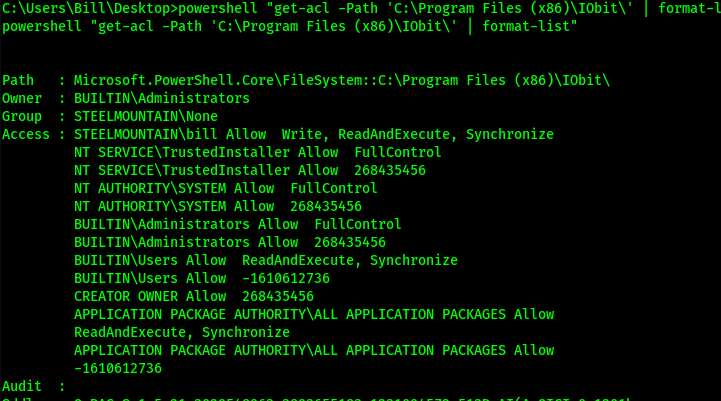 C:\Users\Bill\Desktop>powershell "get-acl -Path 'C:\Program Files (x86)\IObit\' | format-l
powershell "get-acl -Path 'C:\Program Files (x86)\IObit\' | format-list"
Path   : Microsoft.PowerShell.Core\FileSystem::C:\Program Files (x86)\IObit\
Owner  : BUILTIN\Administrators
Group  : STEELMOUNTAIN\None
Access : STEELMOUNTAIN\bill Allow  Write, ReadAndExecute, Synchronize
NT SERVICE\TrustedInstaller Allow  FullControl
NT SERVICE\TrustedInstaller Allow  268435456
NT AUTHORITY\SYSTEM Allow  FullControl
NT AUTHORITY\SYSTEM Allow  268435456
BUILTIN\Administrators Allow  FullControl
BUILTIN\Administrators Allow  268435456
BUILTIN\Users Allow  ReadAndExecute, Synchronize
BUILTIN\Users Allow  -1610612736
CREATOR OWNER Allow  268435456
APPLICATION PACKAGE AUTHORITY\ALL APPLICATION PACKAGES Allow
ReadAndExecute, Synchronize
APPLICATION PACKAGE AUTHORITY\ALL APPLICATION PACKAGES Allow
-1610612736
Audit  :